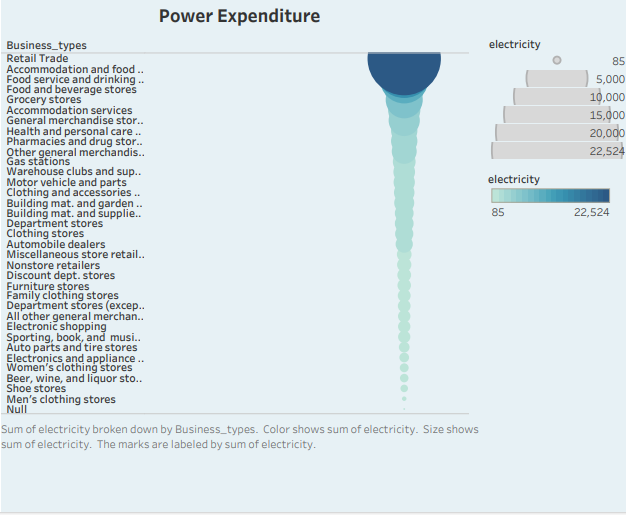 Power Expenditure
Business_types
Retail Trade
Accommodation and food ..
Food service and drinking ..
Food and beverage stores
Grocery stores
Accommodation services
General merchandise stor..
Health and personal care ..
Pharmacies and drug stor..
Other general merchandis..
Gas stations
Warehouse clubs and sup..
Motor vehicle and parts
Clothing and accessories ..
Building mat. and garden ..
Building mat. and supplie..
Department stores
Clothing stores
Automobile dealers
Miscellaneous store retail..
Nonstore retailers
Discount dept. stores
Furniture stores
Family clothing stores
Department stores (excep..
All other general merchan..
Electronic shopping
Sporting, book, and musi..
Auto parts and tire stores
Electronics and appliance ..
Women's clothing stores
Beer, wine, and liquor sto..
Shoe stores
Men's clothing stores
Null
electricity
85
5,000
10,000
15,000
20,000
22,524
electricity
85 22,524
Sum of electricity broken down by Business_types. Color shows sum of electricity. Size shows
sum of electricity. The marks are labeled by sum of electricity.